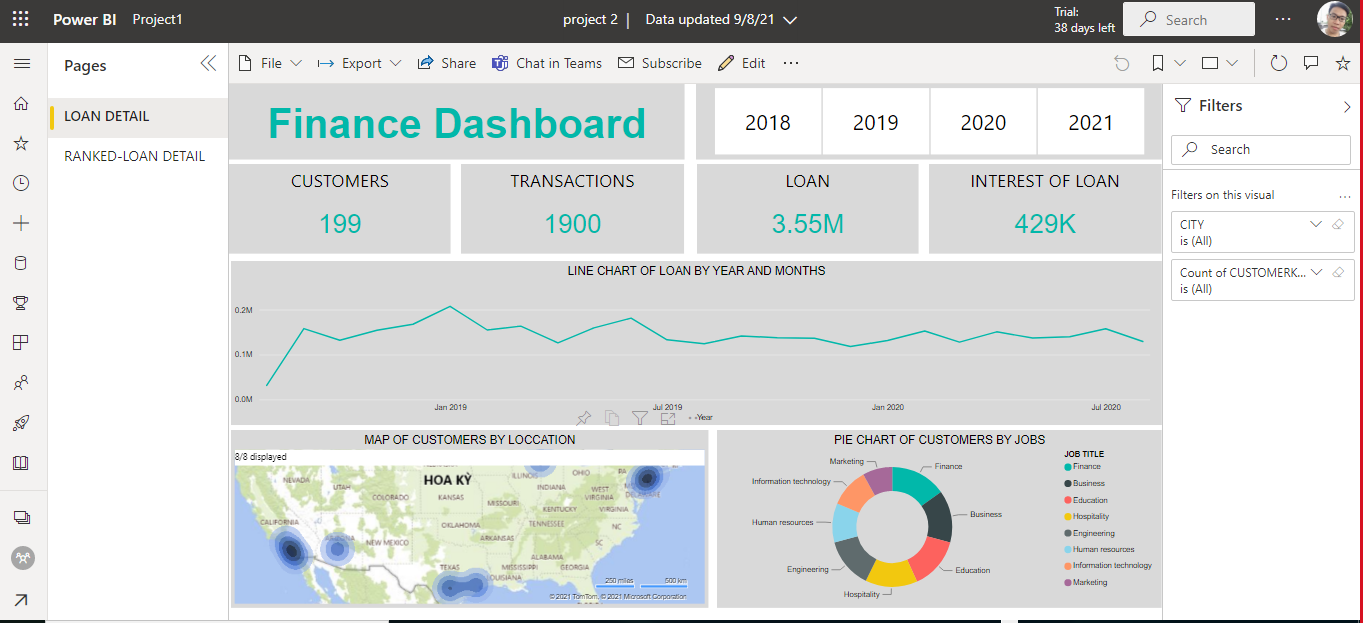 Power BI Project1 project 2 | Data updated 9/8/21 Trial: 38 days left Search
Pages
LOAN DETAIL
RANKED-LOAN DETAIL
File Export Share Chat in Teams Subscribe Edit
Finance Dashboard
2018 2019 2020 2021
CUSTOMERS
199
TRANSACTIONS
1900
LOAN
3.55M
INTEREST OF LOAN
429K
LINE CHART OF LOAN BY YEAR AND MONTHS
0.2M
0.1M
0.0M
Jan 2019 Jul 2019 Jan 2020 Jul 2020
Year
MAP OF CUSTOMERS BY LOCCATION
8/8 displayed
HOA KỲ
NEVADA
UTAH
COLORADO
KANSAS
MISSOURI
ILLINOIS
INDIANA
OHIO
PA
WEST
VIRGINIA
DELAWARE
KENTUCKY
VIRGINIA
CALIFORNIA
ARIZONA
NEW MEXICO
OKLAHOMA
ARKANSAS
TENNESSEE
NC
SC
TEXAS
MISSISSIPPI
ALABAMA
GEORGIA
LOUISIANA
250 miles 500 km
© 2021 TomTom, © 2021 Microsoft Corporation
PIE CHART OF CUSTOMERS BY JOBS
Marketing
Finance
Information technology
Business
Human resources
Engineering
Education
Hospitality
JOB TITLE
Finance
Business
Education
Hospitality
Engineering
Human resources
Information technology
Marketing
Filters
Search
Filters on this visual
CITY
is (All)
Count of CUSTOMERK...
is (All)